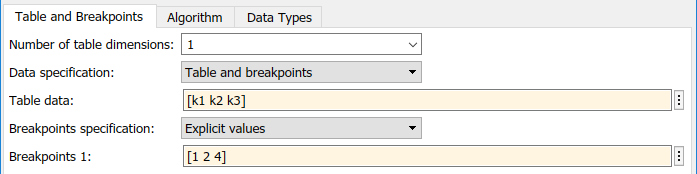 Table and Breakpoints Algorithm Data Types
Number of table dimensions: 1
Data specification: Table and breakpoints
Table data: [k1 k2 k3]
Breakpoints specification: Explicit values
Breakpoints 1: [1 2 4]